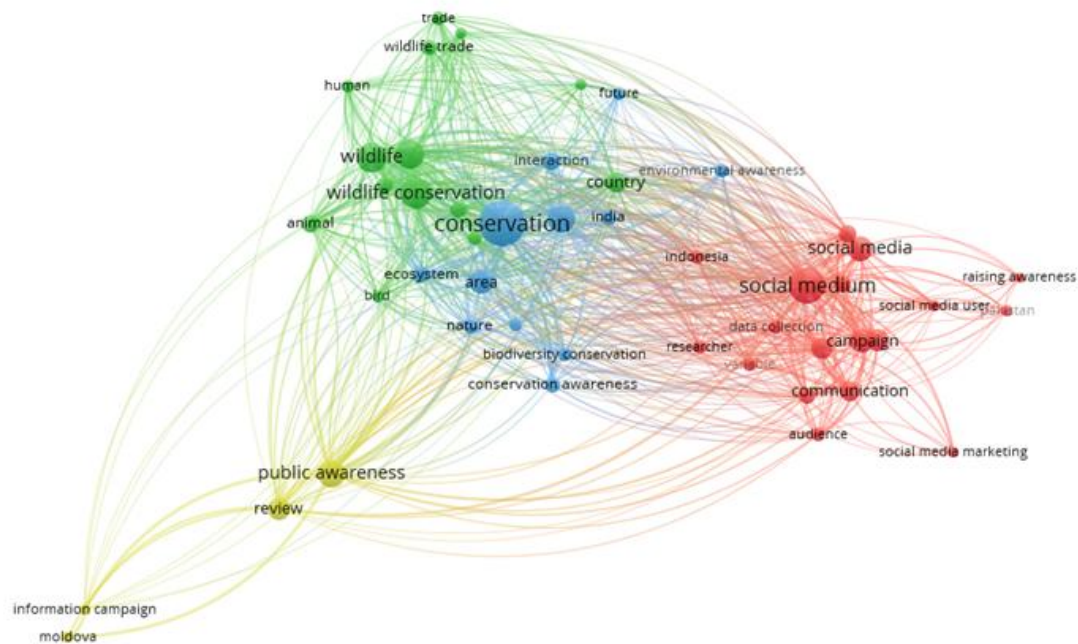 trade
wildlife trade
human
future
wildlife
interaction
environmental awareness
country
wildlife conservation
conservation
india
animal
social media
indonesia
social medium
ecosystem
area
raising awareness
bird
social media user
pakistan
nature
data collection
campaign
researcher
biodiversity conservation
variable
conservation awareness
communication
audience
social media marketing
public awareness
review
information campaign
moldova